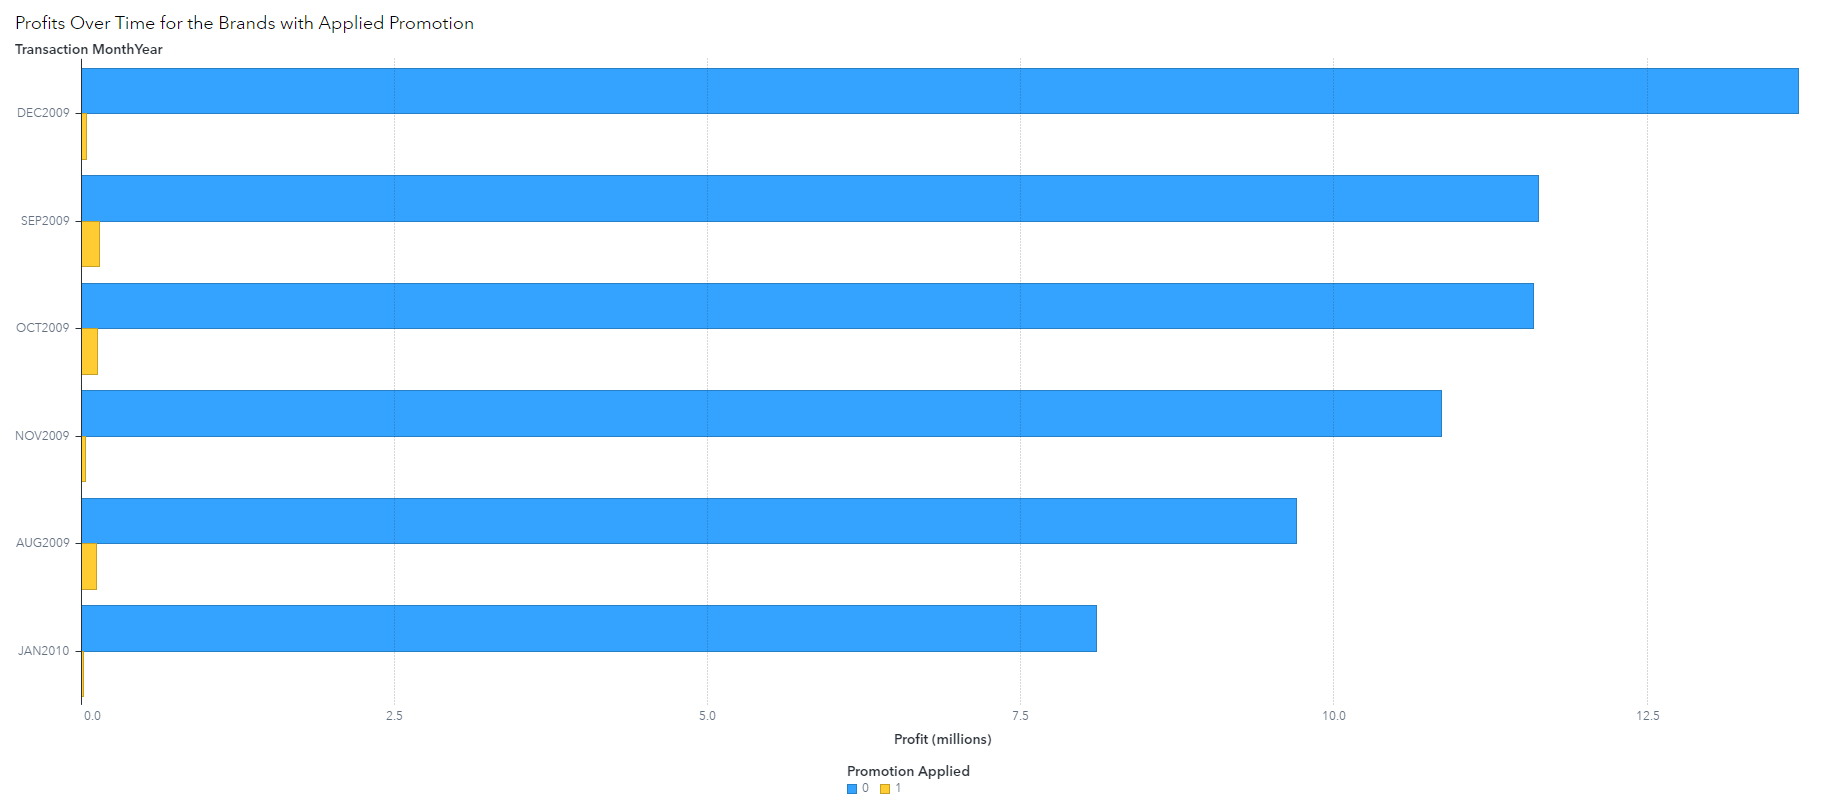 Profits Over Time for the Brands with Applied Promotion
Transaction MonthYear
DEC2009
SEP2009
OCT2009
NOV2009
AUG2009
JAN2010
0.0 2.5 5.0 7.5 10.0 12.5
Profit (millions)
Promotion Applied
0 1